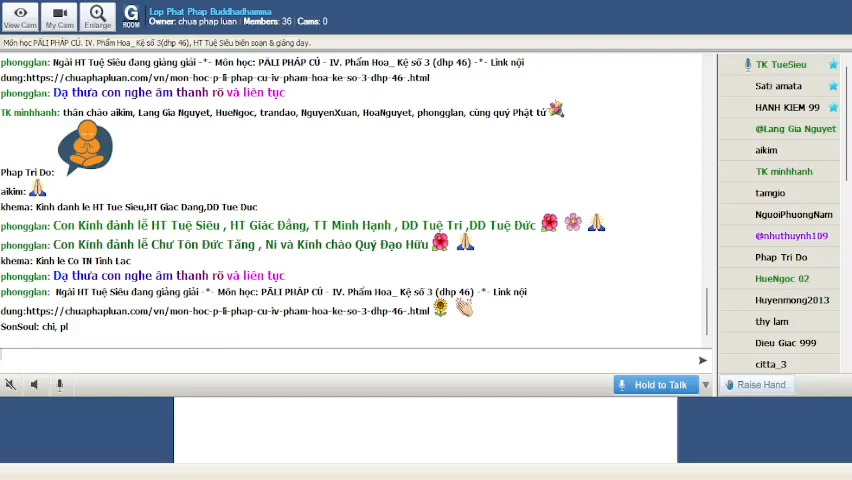 Lop Phat Phap Buddhadhamma
Owner: chua phap luan | Members: 36 | Cams: 0
View Cam
My Cam
Enlarge
G
ROOM
Môn học PĀLI PHÁP CÚ. IV. Phẩm Hoa_ Kệ số 3(dhp 46), HT Tuệ Siêu biên soạn & giảng dạy.
phongglan: Ngài HT Tuệ Siêu đang giảng giải -*- Môn học: PĀLI PHÁP CÚ - IV. Phẩm Hoa_ Kệ số 3 (dhp 46) -*- Link nội
dung:https://chuaphapluan.com/vn/mon-hoc-p-li-phap-cu-iv-pham-hoa-ke-so-3-dhp-46-.html
phongglan: Dạ thưa con nghe âm thanh rõ và liên tục
TK minhhanh: thân chào aikim, Lang Gia Nguyet, HueNgoc, trandao, NguyenXuan, HoaNguyet, phongglan, cùng quý Phật tử
Phap Tri Do:
aikim:
khema: Kinh danh le HT Tue Sieu,HT Giac Dang,DD Tue Duc
phongglan: Con Kính đảnh lễ HT Tuệ Siêu , HT Giác Đẳng, TT Minh Hạnh , DD Tuệ Tri ,DD Tuệ Đức
phongglan: Con Kính đảnh lễ Chư Tôn Đức Tăng , Ni và Kính chào Quý Đạo Hữu
khema: Kinh le Co TN Tinh Lac
phongglan: Dạ thưa con nghe âm thanh rõ và liên tục
phongglan: Ngài HT Tuệ Siêu đang giảng giải -*- Môn học: PĀLI PHÁP CÚ - IV. Phẩm Hoa_ Kệ số 3 (dhp 46) -*- Link nội
dung:https://chuaphapluan.com/vn/mon-hoc-p-li-phap-cu-iv-pham-hoa-ke-so-3-dhp-46-.html
SonSoul: chi, pl
Hold to Talk
TK TueSieu
Sati amata
HANH KIEM 99
@Lang Gia Nguyet
aikim
TK minhhanh
tamgio
NguoiPhuongNam
@nhuthuynh109
Phap Tri Do
HueNgoc 02
Huyenmong2013
thy lam
Dieu Giac 999
citta_3
Raise Hand